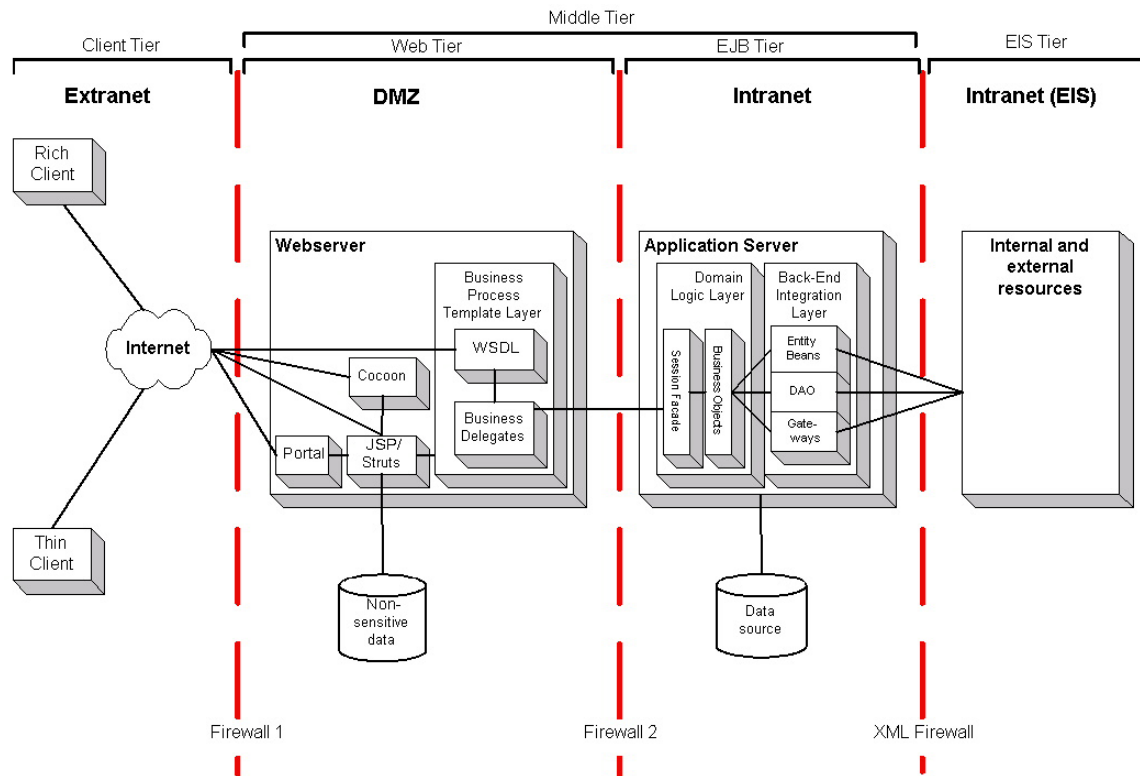 Middle Tier
Client Tier
Web Tier
EJB Tier
EIS Tier
Extranet
DMZ
Intranet
Intranet (EIS)
Rich
Client
Internet
Thin
Client
Webserver
Business
Process
Template Layer
WSDL
Cocoon
Business
Delegates
Portal
JSP/
Struts
Non-
sensitive
data
Application Server
Domain
Logic Layer
Session Facade
Business Objects
Back-End
Integration
Layer
Entity
Beans
DAO
Gate-
ways
Data
source
Internal and
external
resources
Firewall 1
Firewall 2
XML Firewall